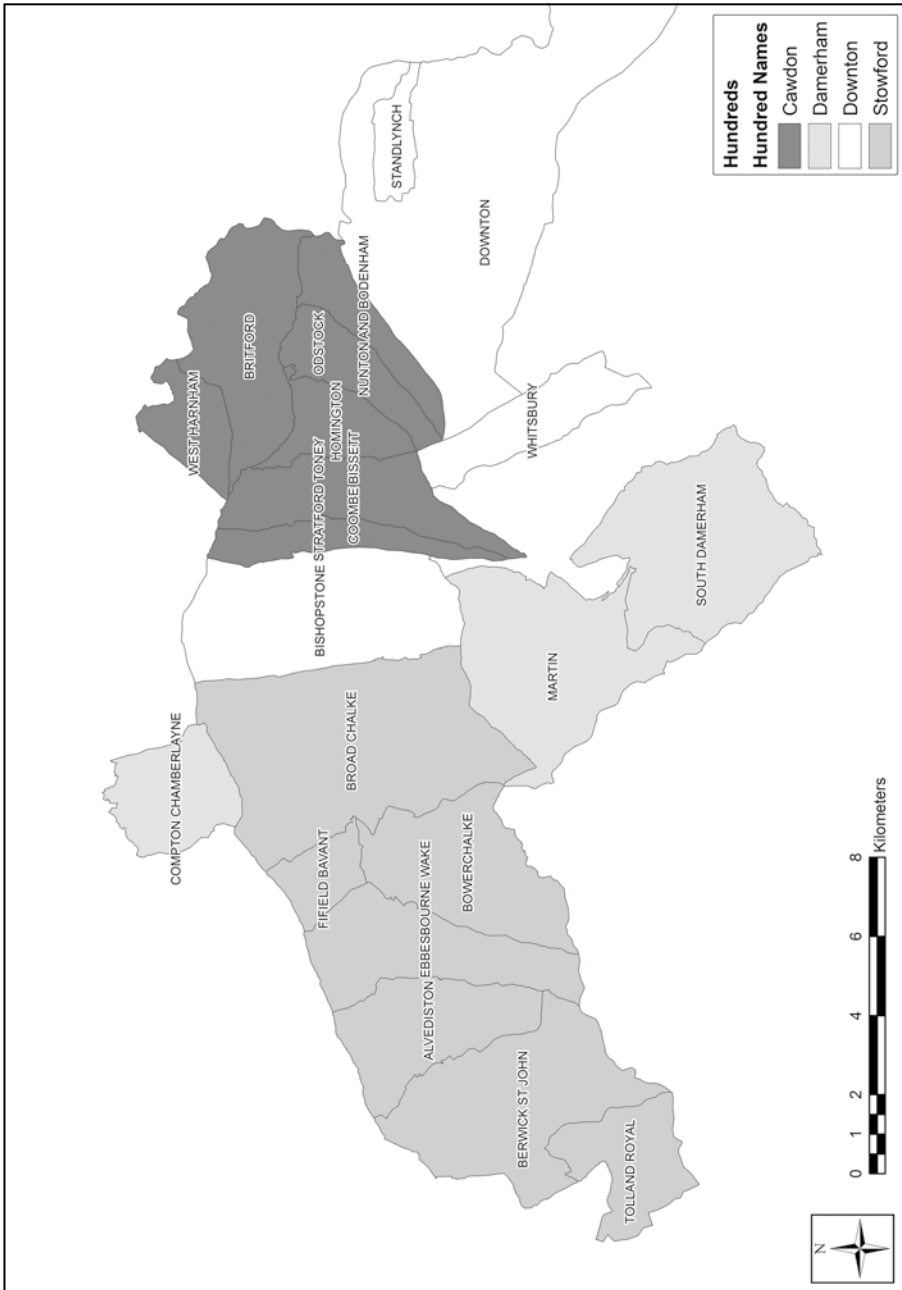 COMPTON CHAMBERLAYNE
WEST HARNHAM
BRITFORD
STANDLYNCH
FIFIELD BAVANT
BROAD CHALKE
BISHOPSTONE
STRATFORD TONEY
HOMINGTON
ODSTOCK
COOMBE BISSETT
NUNTON AND BODENHAM
ALVEDISTON
EBBESBOURNE WAKE
BOWERCHALKE
DOWNTON
BERWICK ST JOHN
WHITSBURY
MARTIN
TOLLAND ROYAL
SOUTH DAMERHAM
N
0 1 2 4 6 8
Kilometers
Hundreds
Hundred Names
Cawdon
Damerham
Downton
Stowford